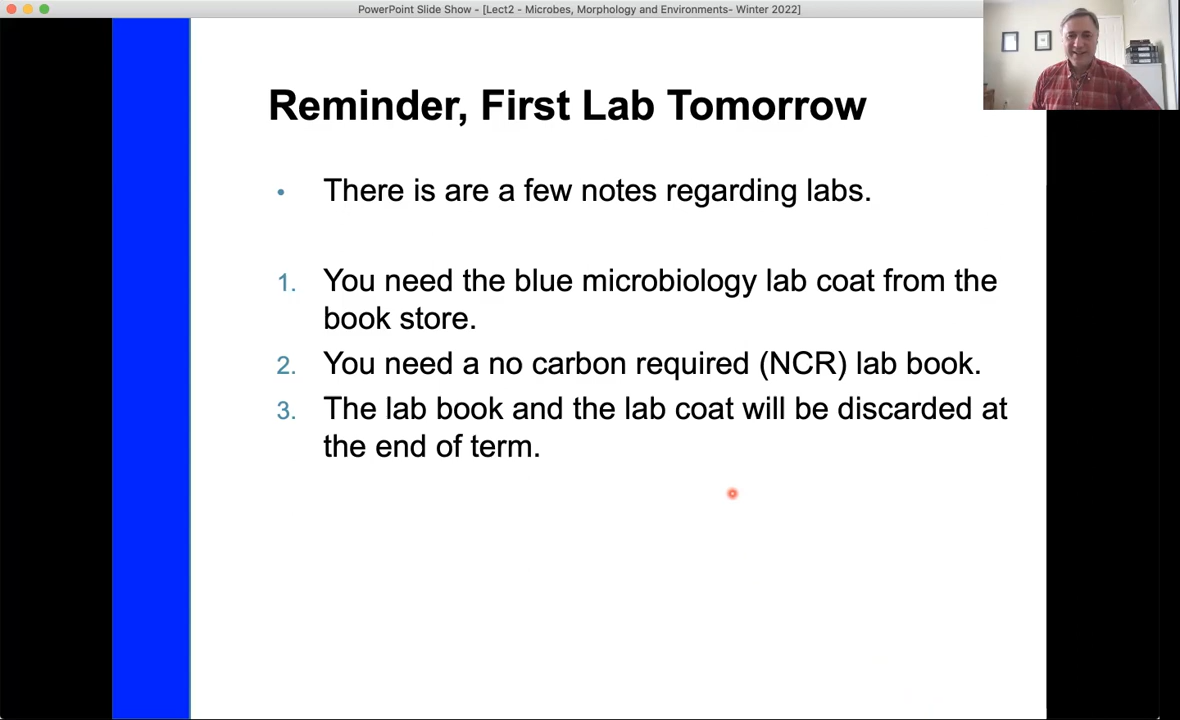 PowerPoint Slide Show - [Lect2 - Microbes, Morphology and Environments- Winter 2022]
Reminder, First Lab Tomorrow
• There is are a few notes regarding labs.
1. You need the blue microbiology lab coat from the
book store.
2. You need a no carbon required (NCR) lab book.
3. The lab book and the lab coat will be discarded at
the end of term.